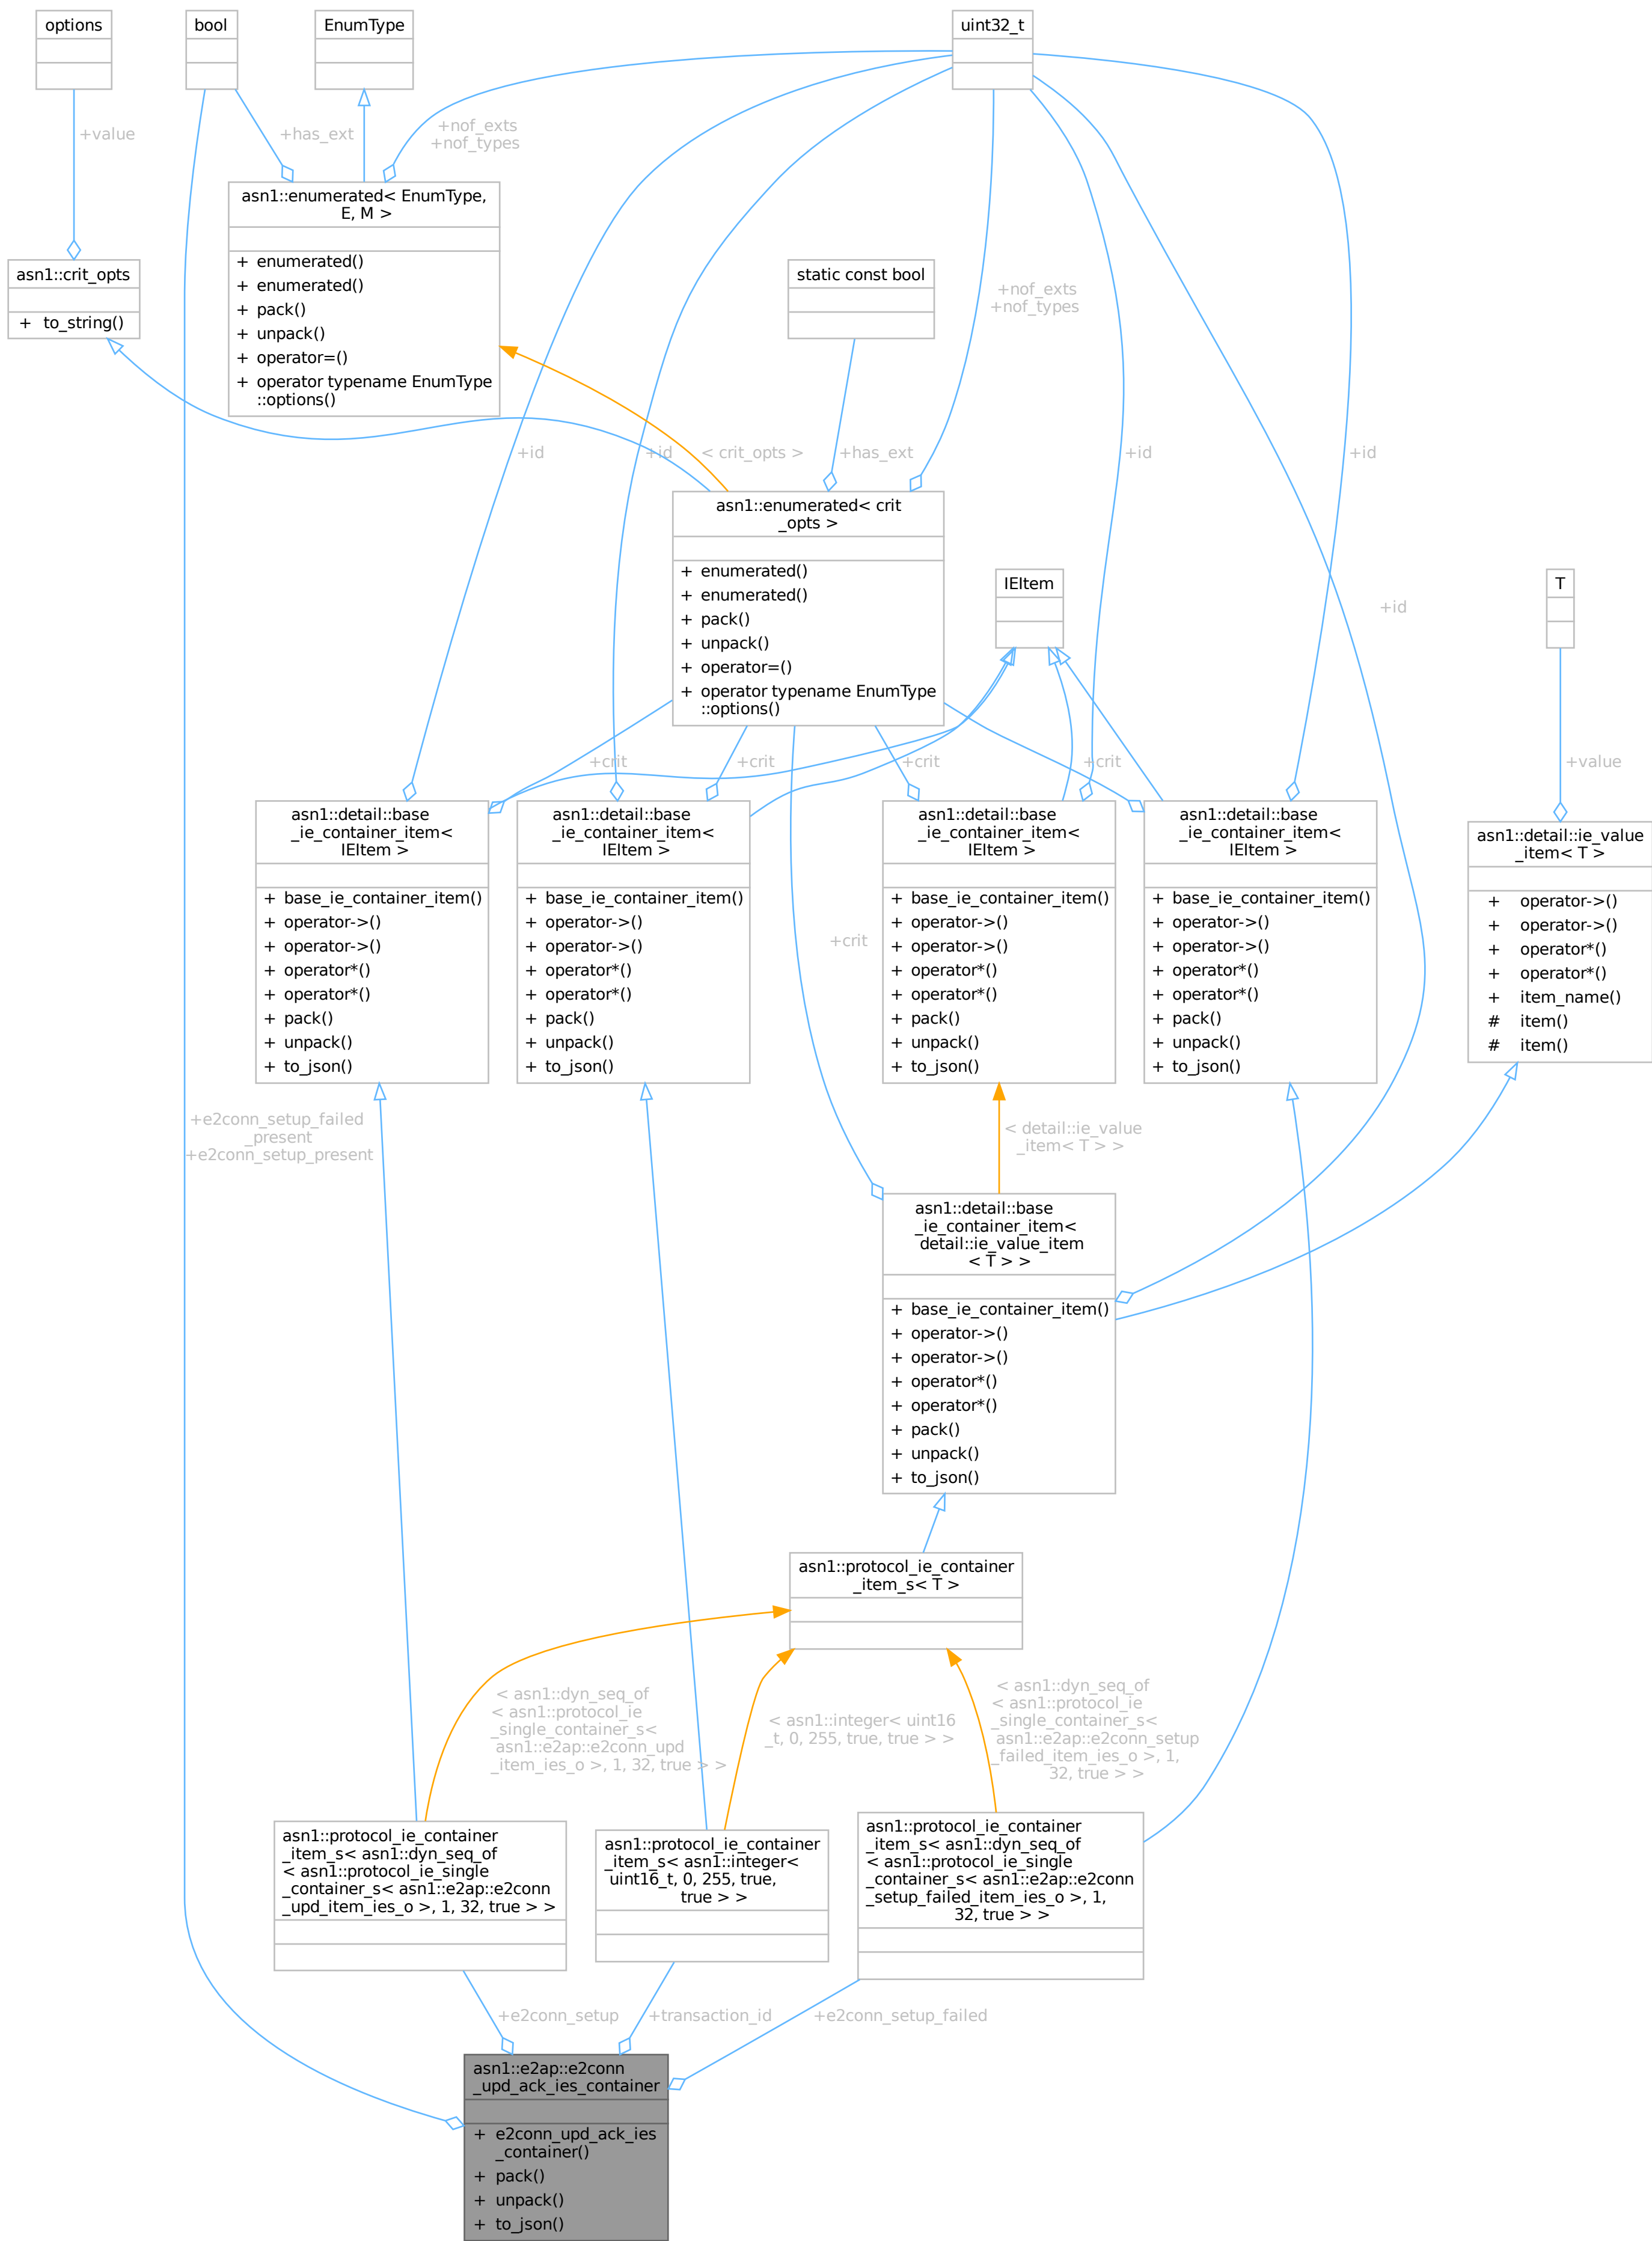 options
bool
EnumType
uint32_t
+value
+has_ext
+nof_exts
+nof_types
asn1::enumerated< EnumType,
E, M >
+ enumerated()
+ enumerated()
+ pack()
+ unpack()
+ operator=()
+ operator typename EnumType
::options()
asn1::crit_opts
+ to_string()
static const bool
+nof_exts
+nof_types
+id
+id
< crit_opts >
+has_ext
+id
+id
asn1::enumerated< crit
_opts >
+ enumerated()
+ enumerated()
+ pack()
+ unpack()
+ operator=()
+ operator typename EnumType
::options()
IEItem
T
+id
+crit
+crit
+crit
+crit
+value
asn1::detail::base
_ie_container_item<
IEItem >
+ base_ie_container_item()
+ operator->()
+ operator->()
+ operator*()
+ operator*()
+ pack()
+ unpack()
+ to_json()
asn1::detail::base
_ie_container_item<
IEItem >
+ base_ie_container_item()
+ operator->()
+ operator->()
+ operator*()
+ operator*()
+ pack()
+ unpack()
+ to_json()
asn1::detail::base
_ie_container_item<
IEItem >
+ base_ie_container_item()
+ operator->()
+ operator->()
+ operator*()
+ operator*()
+ pack()
+ unpack()
+ to_json()
asn1::detail::base
_ie_container_item<
IEItem >
+ base_ie_container_item()
+ operator->()
+ operator->()
+ operator*()
+ operator*()
+ pack()
+ unpack()
+ to_json()
asn1::detail::ie_value
_item< T >
+ operator->()
+ operator->()
+ operator*()
+ operator*()
+ item_name()
# item()
# item()
+crit
+e2conn_setup_failed
_present
+e2conn_setup_present
< detail::ie_value
_item< T > >
asn1::detail::base
_ie_container_item<
detail::ie_value_item
< T > >
+ base_ie_container_item()
+ operator->()
+ operator->()
+ operator*()
+ operator*()
+ pack()
+ unpack()
+ to_json()
asn1::protocol_ie_container
_item_s< T >
< asn1::dyn_seq_of
< asn1::protocol_ie
_single_container_s<
asn1::e2ap::e2conn_upd
_item_ies_o >, 1, 32, true > >
< asn1::integer< uint16
_t, 0, 255, true, true > >
< asn1::dyn_seq_of
< asn1::protocol_ie
_single_container_s<
asn1::e2ap::e2conn_setup
_failed_item_ies_o >, 1,
32, true > >
asn1::protocol_ie_container
_item_s< asn1::dyn_seq_of
< asn1::protocol_ie_single
_container_s< asn1::e2ap::e2conn
_upd_item_ies_o >, 1, 32, true > >
asn1::protocol_ie_container
_item_s< asn1::integer<
uint16_t, 0, 255, true,
true > >
asn1::protocol_ie_container
_item_s< asn1::dyn_seq_of
< asn1::protocol_ie_single
_container_s< asn1::e2ap::e2conn
_setup_failed_item_ies_o >, 1,
32, true > >
+e2conn_setup
+transaction_id
+e2conn_setup_failed
asn1::e2ap::e2conn
_upd_ack_ies_container
+ e2conn_upd_ack_ies
_container()
+ pack()
+ unpack()
+ to_json()